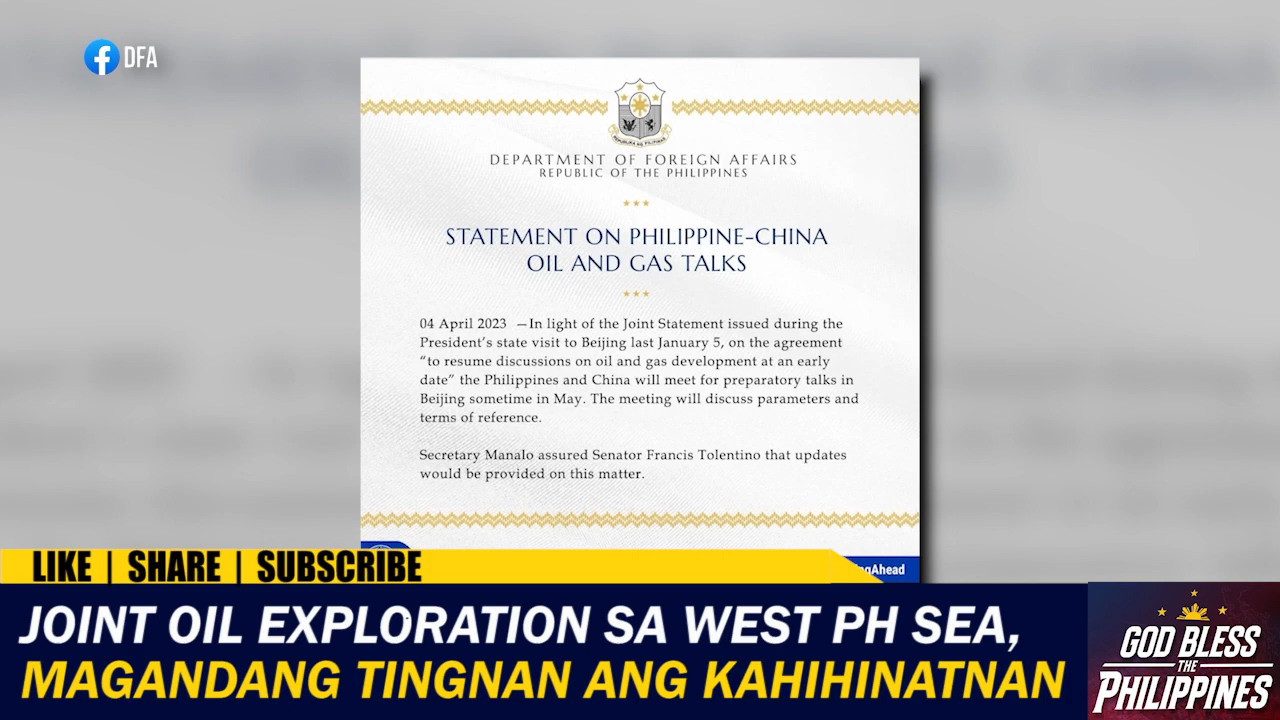 DFA
DEPARTMENT OF FOREIGN AFFAIRS
REPUBLIC OF THE PHILIPPINES
STATEMENT ON PHILIPPINE-CHINA
OIL AND GAS TALKS
04 April 2023 —In light of the Joint Statement issued during the
President's state visit to Beijing last January 5, on the agreement
“to resume discussions on oil and gas development at an early
date” the Philippines and China will meet for preparatory talks in
Beijing sometime in May. The meeting will discuss parameters and
terms of reference.
Secretary Manalo assured Senator Francis Tolentino that updates
would be provided on this matter.
ngAhead
LIKE | SHARE | SUBSCRIBE
JOINT OIL EXPLORATION SA WEST PH SEA,
MAGANDANG TINGNAN ANG KAHIHINATNAN
GOD BLESS
THE
PHILIPPINES